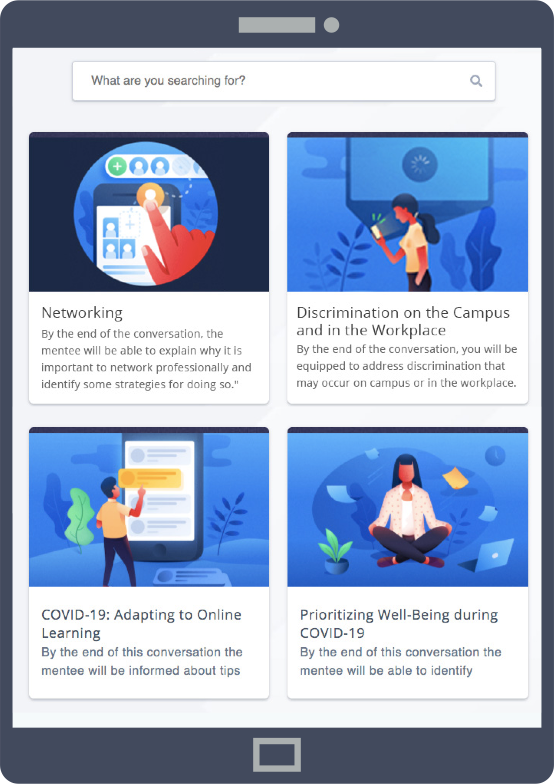 What are you searching for?
Networking
By the end of the conversation, the
mentee will be able to explain why it is
important to network professionally and
identify some strategies for doing so."
Discrimination on the Campus
and in the Workplace
By the end of the conversation, you will be
equipped to address discrimination that
may occur on campus or in the workplace.
COVID-19: Adapting to Online
Learning
By the end of this conversation the
mentee will be informed about tips
Prioritizing Well-Being during
COVID-19
By the end of this conversation the
mentee will be able to identify